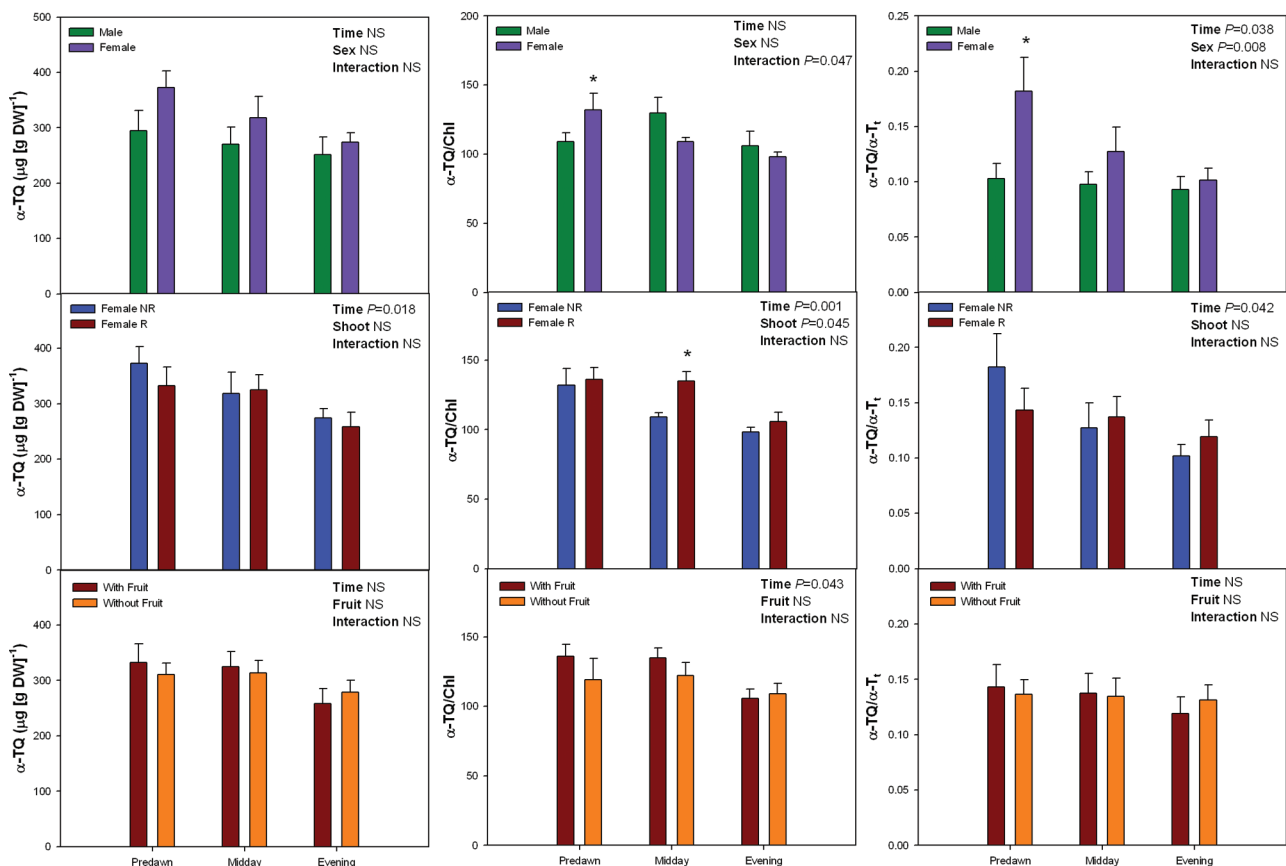 500
400
300
200
100
0
α-TQ (μg [g DW]⁻¹)
Male
Female
Time NS
Sex NS
Interaction NS
200
150
100
50
0
α-TQ/Chl
Male
Female
Time NS
Sex NS
Interaction P=0.047
*
0.25
0.20
0.15
0.10
0.05
0.00
α-TQ/α-Tt
Male
Female
Time P=0.038
Sex P=0.008
Interaction NS
*
400
300
200
100
0
α-TQ (μg [g DW]⁻¹)
Female NR
Female R
Time P=0.018
Shoot NS
Interaction NS
150
100
50
0
α-TQ/Chl
Female NR
Female R
Time P=0.001
Shoot P=0.045
Interaction NS
*
0.20
0.15
0.10
0.05
0.00
α-TQ/α-Tt
Female NR
Female R
Time P=0.042
Shoot NS
Interaction NS
400
300
200
100
0
α-TQ (μg [g DW]⁻¹)
With Fruit
Without Fruit
Time NS
Fruit NS
Interaction NS
Predawn Midday Evening
150
100
50
0
α-TQ/Chl
With Fruit
Without Fruit
Time P=0.043
Fruit NS
Interaction NS
Predawn Midday Evening
0.20
0.15
0.10
0.05
0.00
α-TQ/α-Tt
With Fruit
Without Fruit
Time NS
Fruit NS
Interaction NS
Predawn Midday Evening